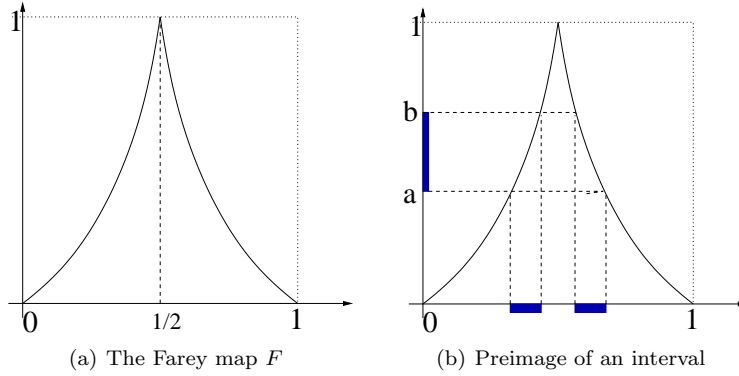 1
0
1/2
1
(a) The Farey map F
1
b
a
0
1
(b) Preimage of an interval